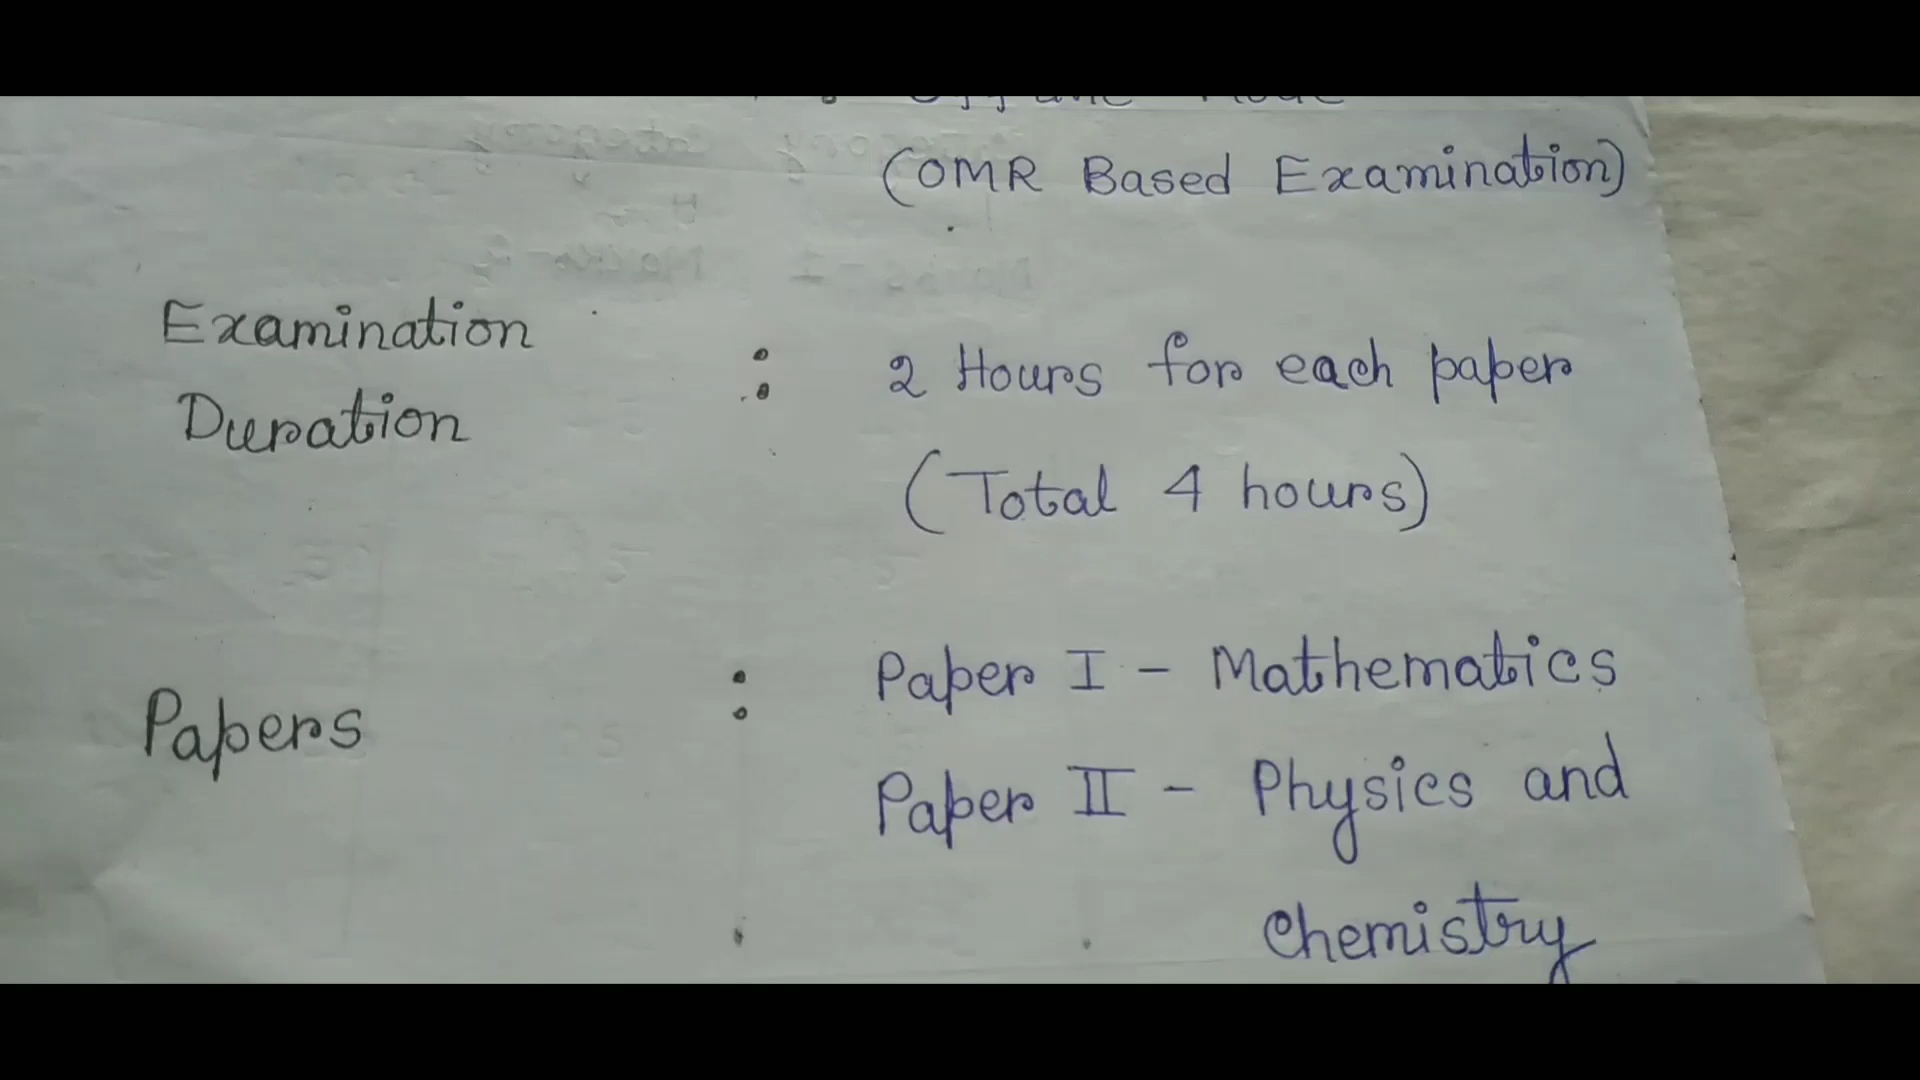 (OMR Based Examination)
Examination
Duration : 2 Hours for each paper
(Total 4 hours)
Papers : Paper I - Mathematics
Paper II - Physics and
Chemistry